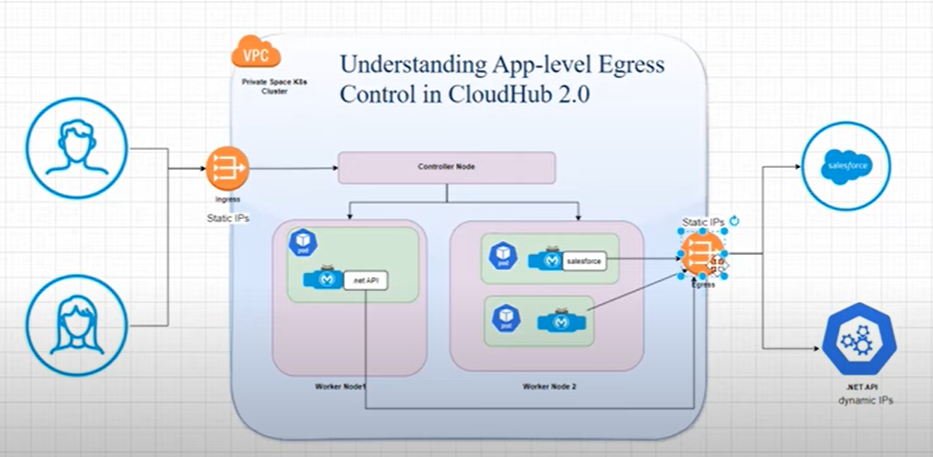 VPC
Private Space K8s
Cluster
Understanding App-level Egress
Control in CloudHub 2.0
Controller Node
Ingress
Static IPs
pod
.net API
Worker Node1
pod
salesforce
pod
Worker Node 2
Static IPs
Egress
salesforce
.NET API
dynamic IPs